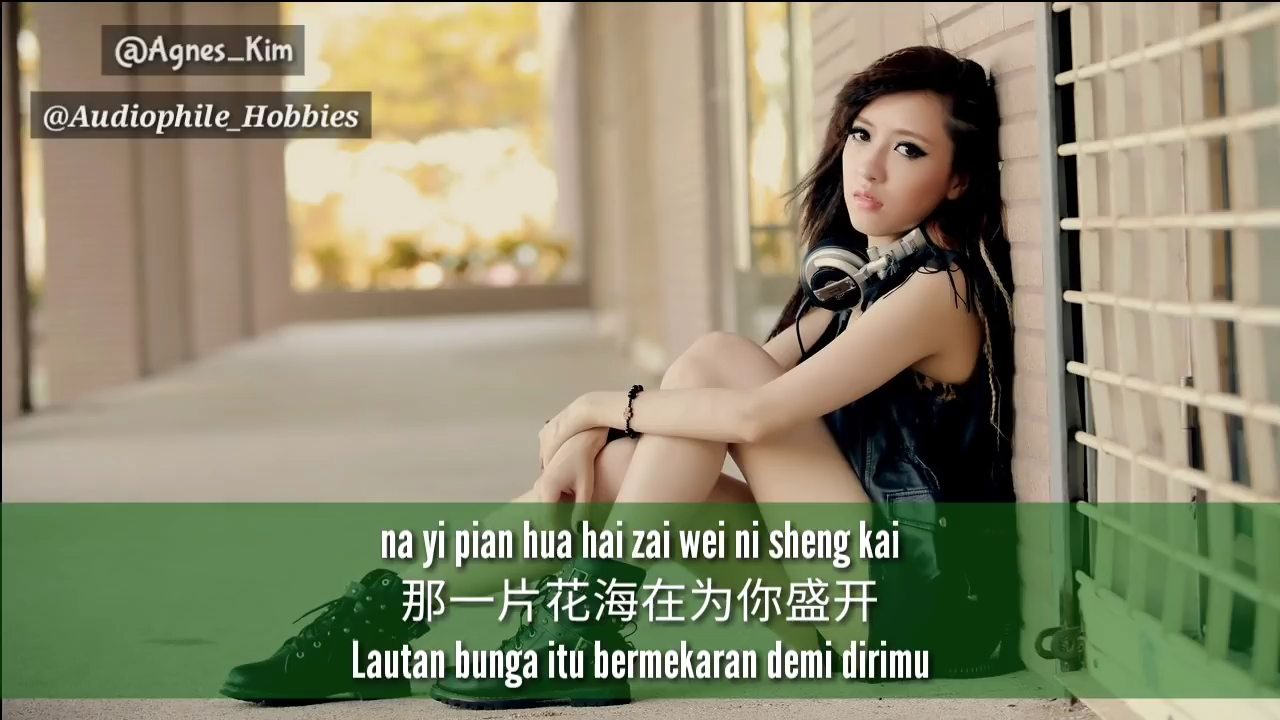 @Agnes_Kim
@Audiophile_Hobbies
na yi pian hua hai zai wei ni sheng kai
那一片花海在为你盛开
Lautan bunga itu bermekaran demi dirimu